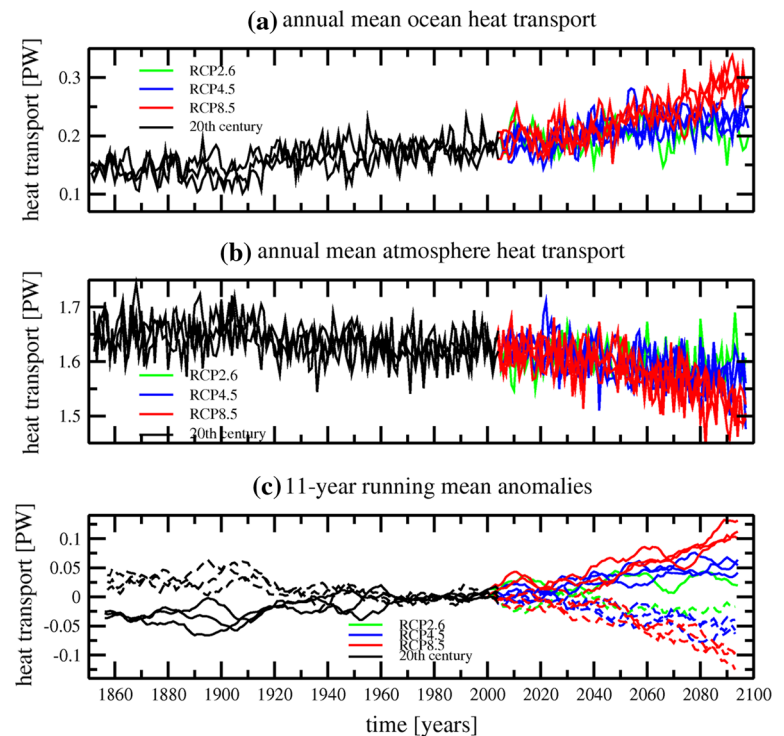 (a) annual mean ocean heat transport
heat transport [PW]
0.3
0.2
0.1
RCP2.6
RCP4.5
RCP8.5
20th century
(b) annual mean atmosphere heat transport
heat transport [PW]
1.7
1.6
1.5
RCP2.6
RCP4.5
RCP8.5
20th century
(c) 11-year running mean anomalies
heat transport [PW]
0.1
0.05
0
-0.05
-0.1
RCP2.6
RCP4.5
RCP8.5
20th century
1860 1880 1900 1920 1940 1960 1980 2000 2020 2040 2060 2080 2100
time [years]